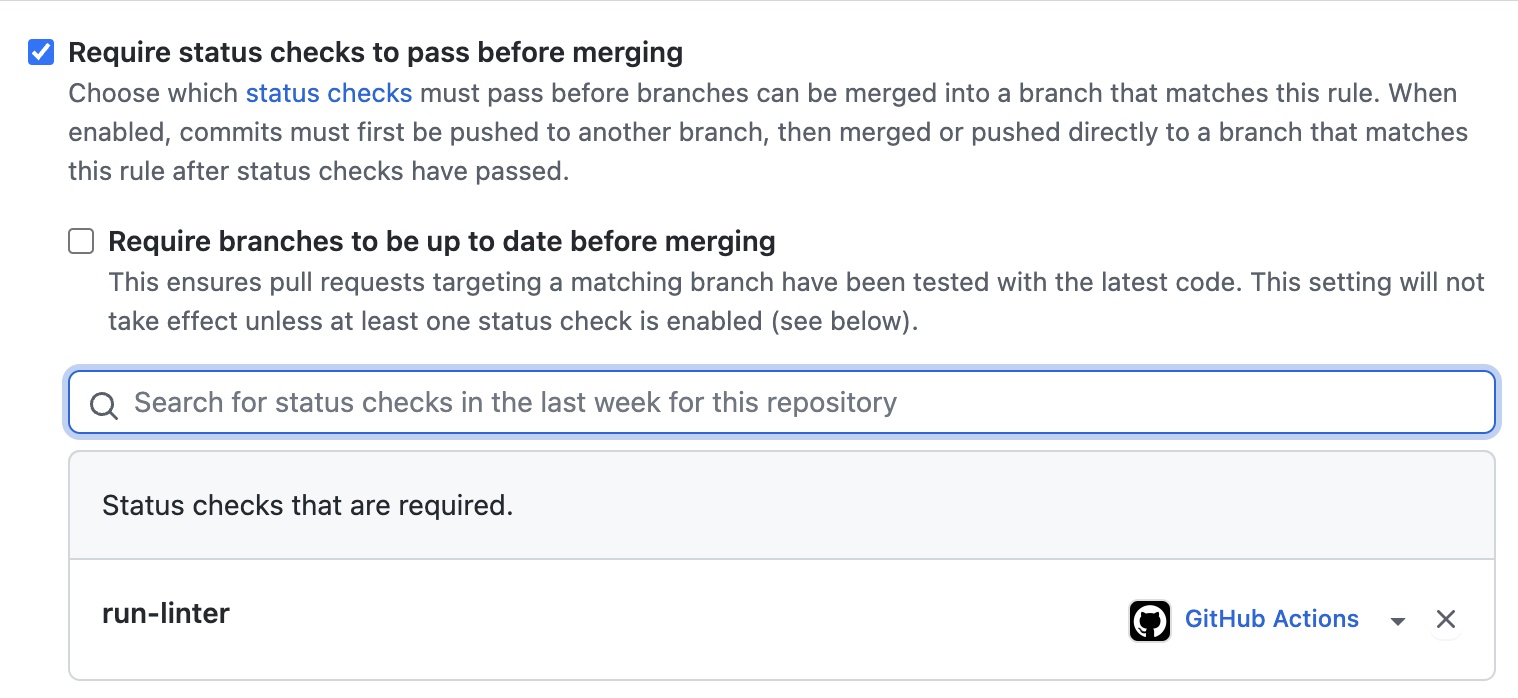 Require status checks to pass before merging
Choose which status checks must pass before branches can be merged into a branch that matches this rule. When
enabled, commits must first be pushed to another branch, then merged or pushed directly to a branch that matches
this rule after status checks have passed.
Require branches to be up to date before merging
This ensures pull requests targeting a matching branch have been tested with the latest code. This setting will not
take effect unless at least one status check is enabled (see below).
Search for status checks in the last week for this repository
Status checks that are required.
run-linter GitHub Actions